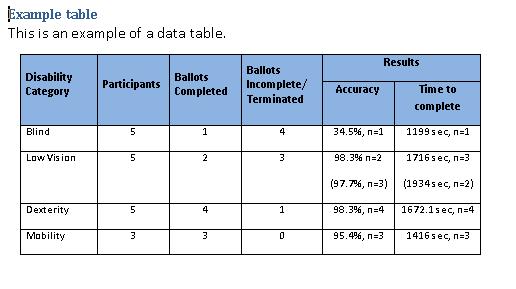 Example table
This is an example of a data table.
Disability Category Participants Ballots Completed Ballots Incomplete/ Terminated Results
Accuracy Time to complete
Blind 5 1 4 34.5%, n=1 1199 sec, n=1
Low Vision 5 2 3 98.3% n=2 1716 sec, n=3
(97.7%, n=3) (1934 sec, n=2)
Dexterity 5 4 1 98.3%, n=4 1672.1 sec, n=4
Mobility 3 3 0 95.4%, n=3 1416 sec, n=3